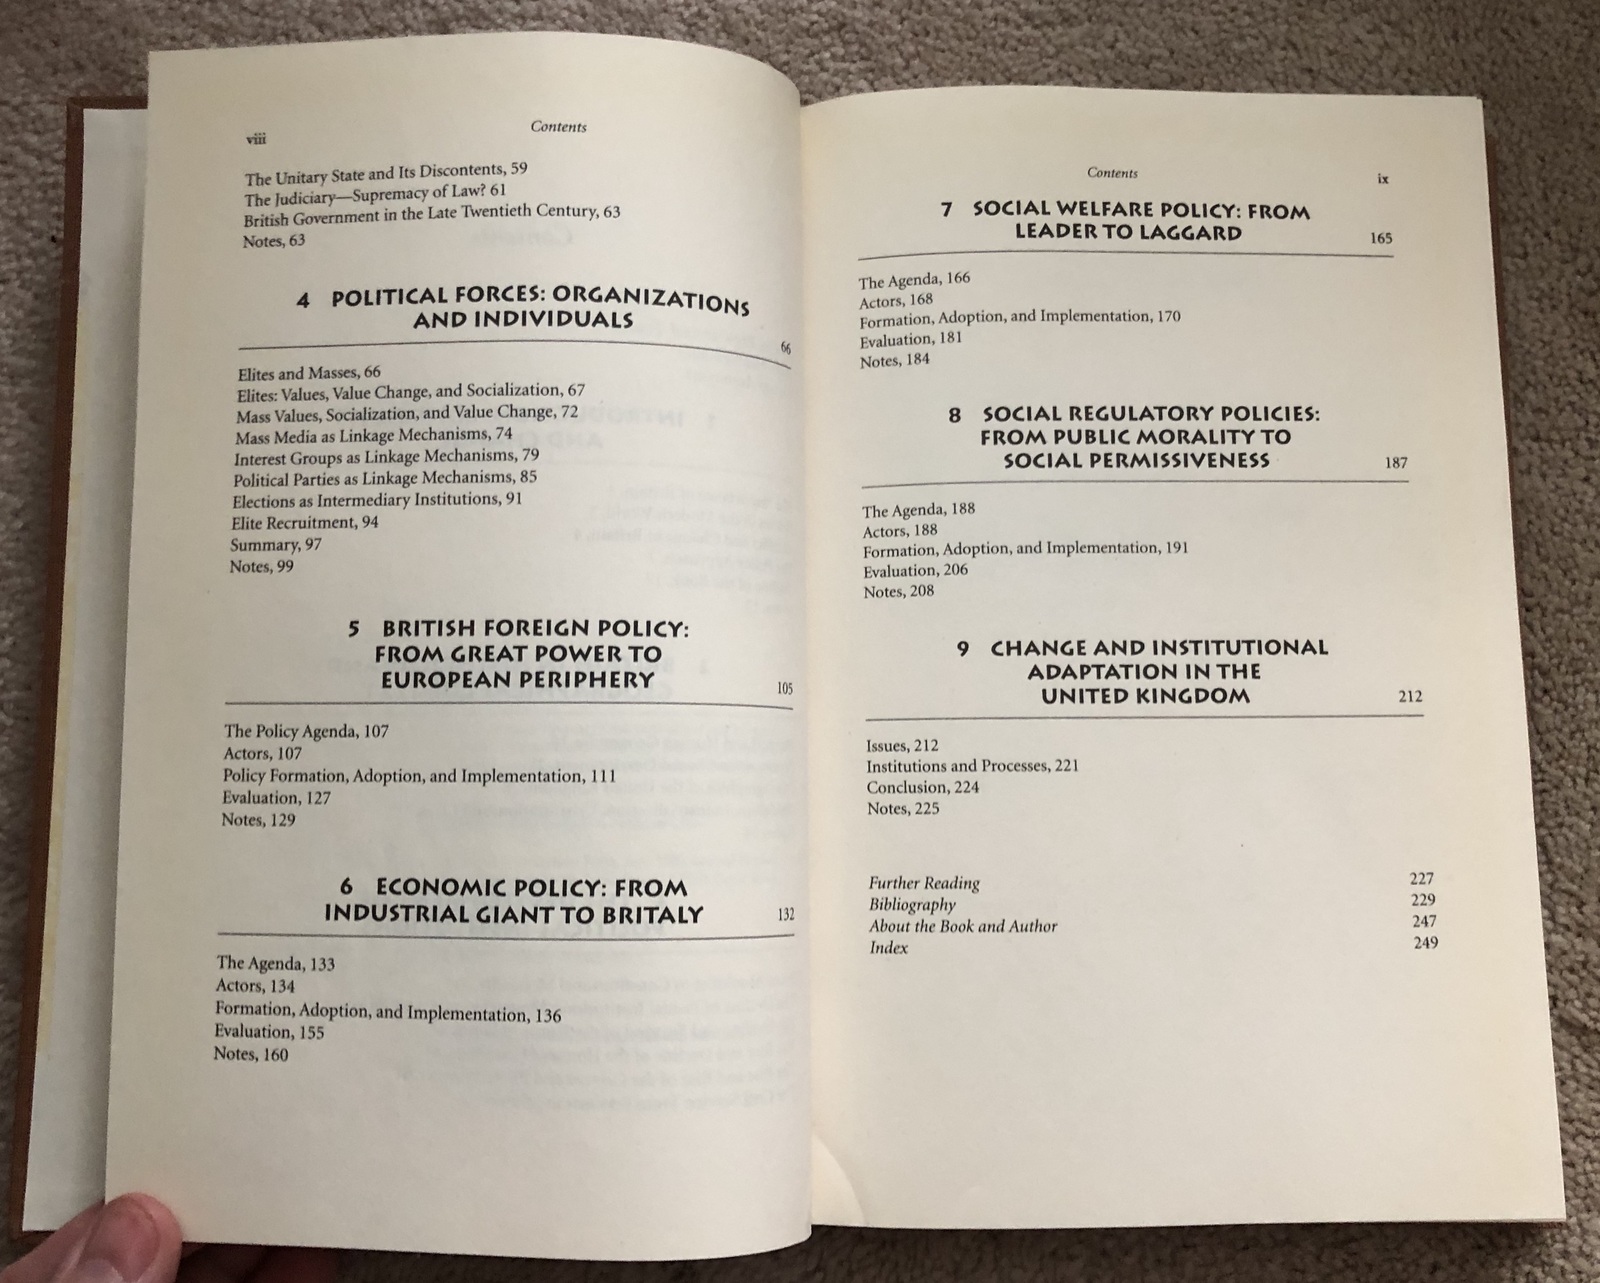 viii
Contents
The Unitary State and Its Discontents, 59
The Judiciary—Supremacy of Law? 61
British Government in the Late Twentieth Century, 63
Notes, 63
4 POLITICAL FORCES: ORGANIZATIONS
AND INDIVIDUALS
66
Elites and Masses, 66
Elites: Values, Value Change, and Socialization, 67
Mass Values, Socialization, and Value Change, 72
Mass Media as Linkage Mechanisms, 74
Interest Groups as Linkage Mechanisms, 79
Political Parties as Linkage Mechanisms, 85
Elections as Intermediary Institutions, 91
Elite Recruitment, 94
Summary, 97
Notes, 99
5 BRITISH FOREIGN POLICY:
FROM GREAT POWER TO
EUROPEAN PERIPHERY 105
The Policy Agenda, 107
Actors, 107
Policy Formation, Adoption, and Implementation, 111
Evaluation, 127
Notes, 129
6 ECONOMIC POLICY: FROM
INDUSTRIAL GIANT TO BRITALY 132
The Agenda, 133
Actors, 134
Formation, Adoption, and Implementation, 136
Evaluation, 155
Notes, 160
Contents ix
7 SOCIAL WELFARE POLICY: FROM
LEADER TO LAGGARD 165
The Agenda, 166
Actors, 168
Formation, Adoption, and Implementation, 170
Evaluation, 181
Notes, 184
8 SOCIAL REGULATORY POLICIES:
FROM PUBLIC MORALITY TO
SOCIAL PERMISSIVENESS 187
The Agenda, 188
Actors, 188
Formation, Adoption, and Implementation, 191
Evaluation, 206
Notes, 208
9 CHANGE AND INSTITUTIONAL
ADAPTATION IN THE
UNITED KINGDOM 212
Issues, 212
Institutions and Processes, 221
Conclusion, 224
Notes, 225
Further Reading 227
Bibliography 229
About the Book and Author 247
Index 249